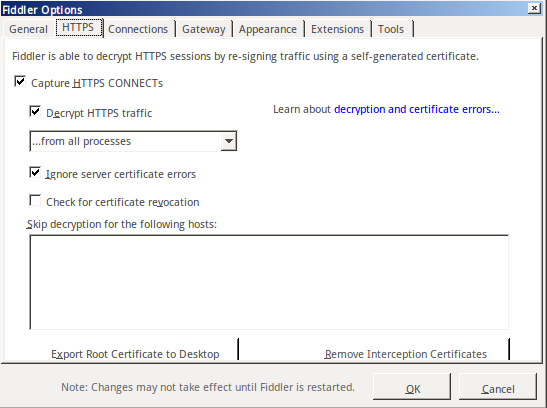 Fiddler Options
General HTTPS Connections Gateway Appearance Extensions Tools
Fiddler is able to decrypt HTTPS sessions by re-signing traffic using a self-generated certificate.
Capture HTTPS CONNECTs
Decrypt HTTPS traffic Learn about decryption and certificate errors...
...from all processes
Ignore server certificate errors
Check for certificate revocation
Skip decryption for the following hosts:
Export Root Certificate to Desktop Remove Interception Certificates
Note: Changes may not take effect until Fiddler is restarted. OK Cancel